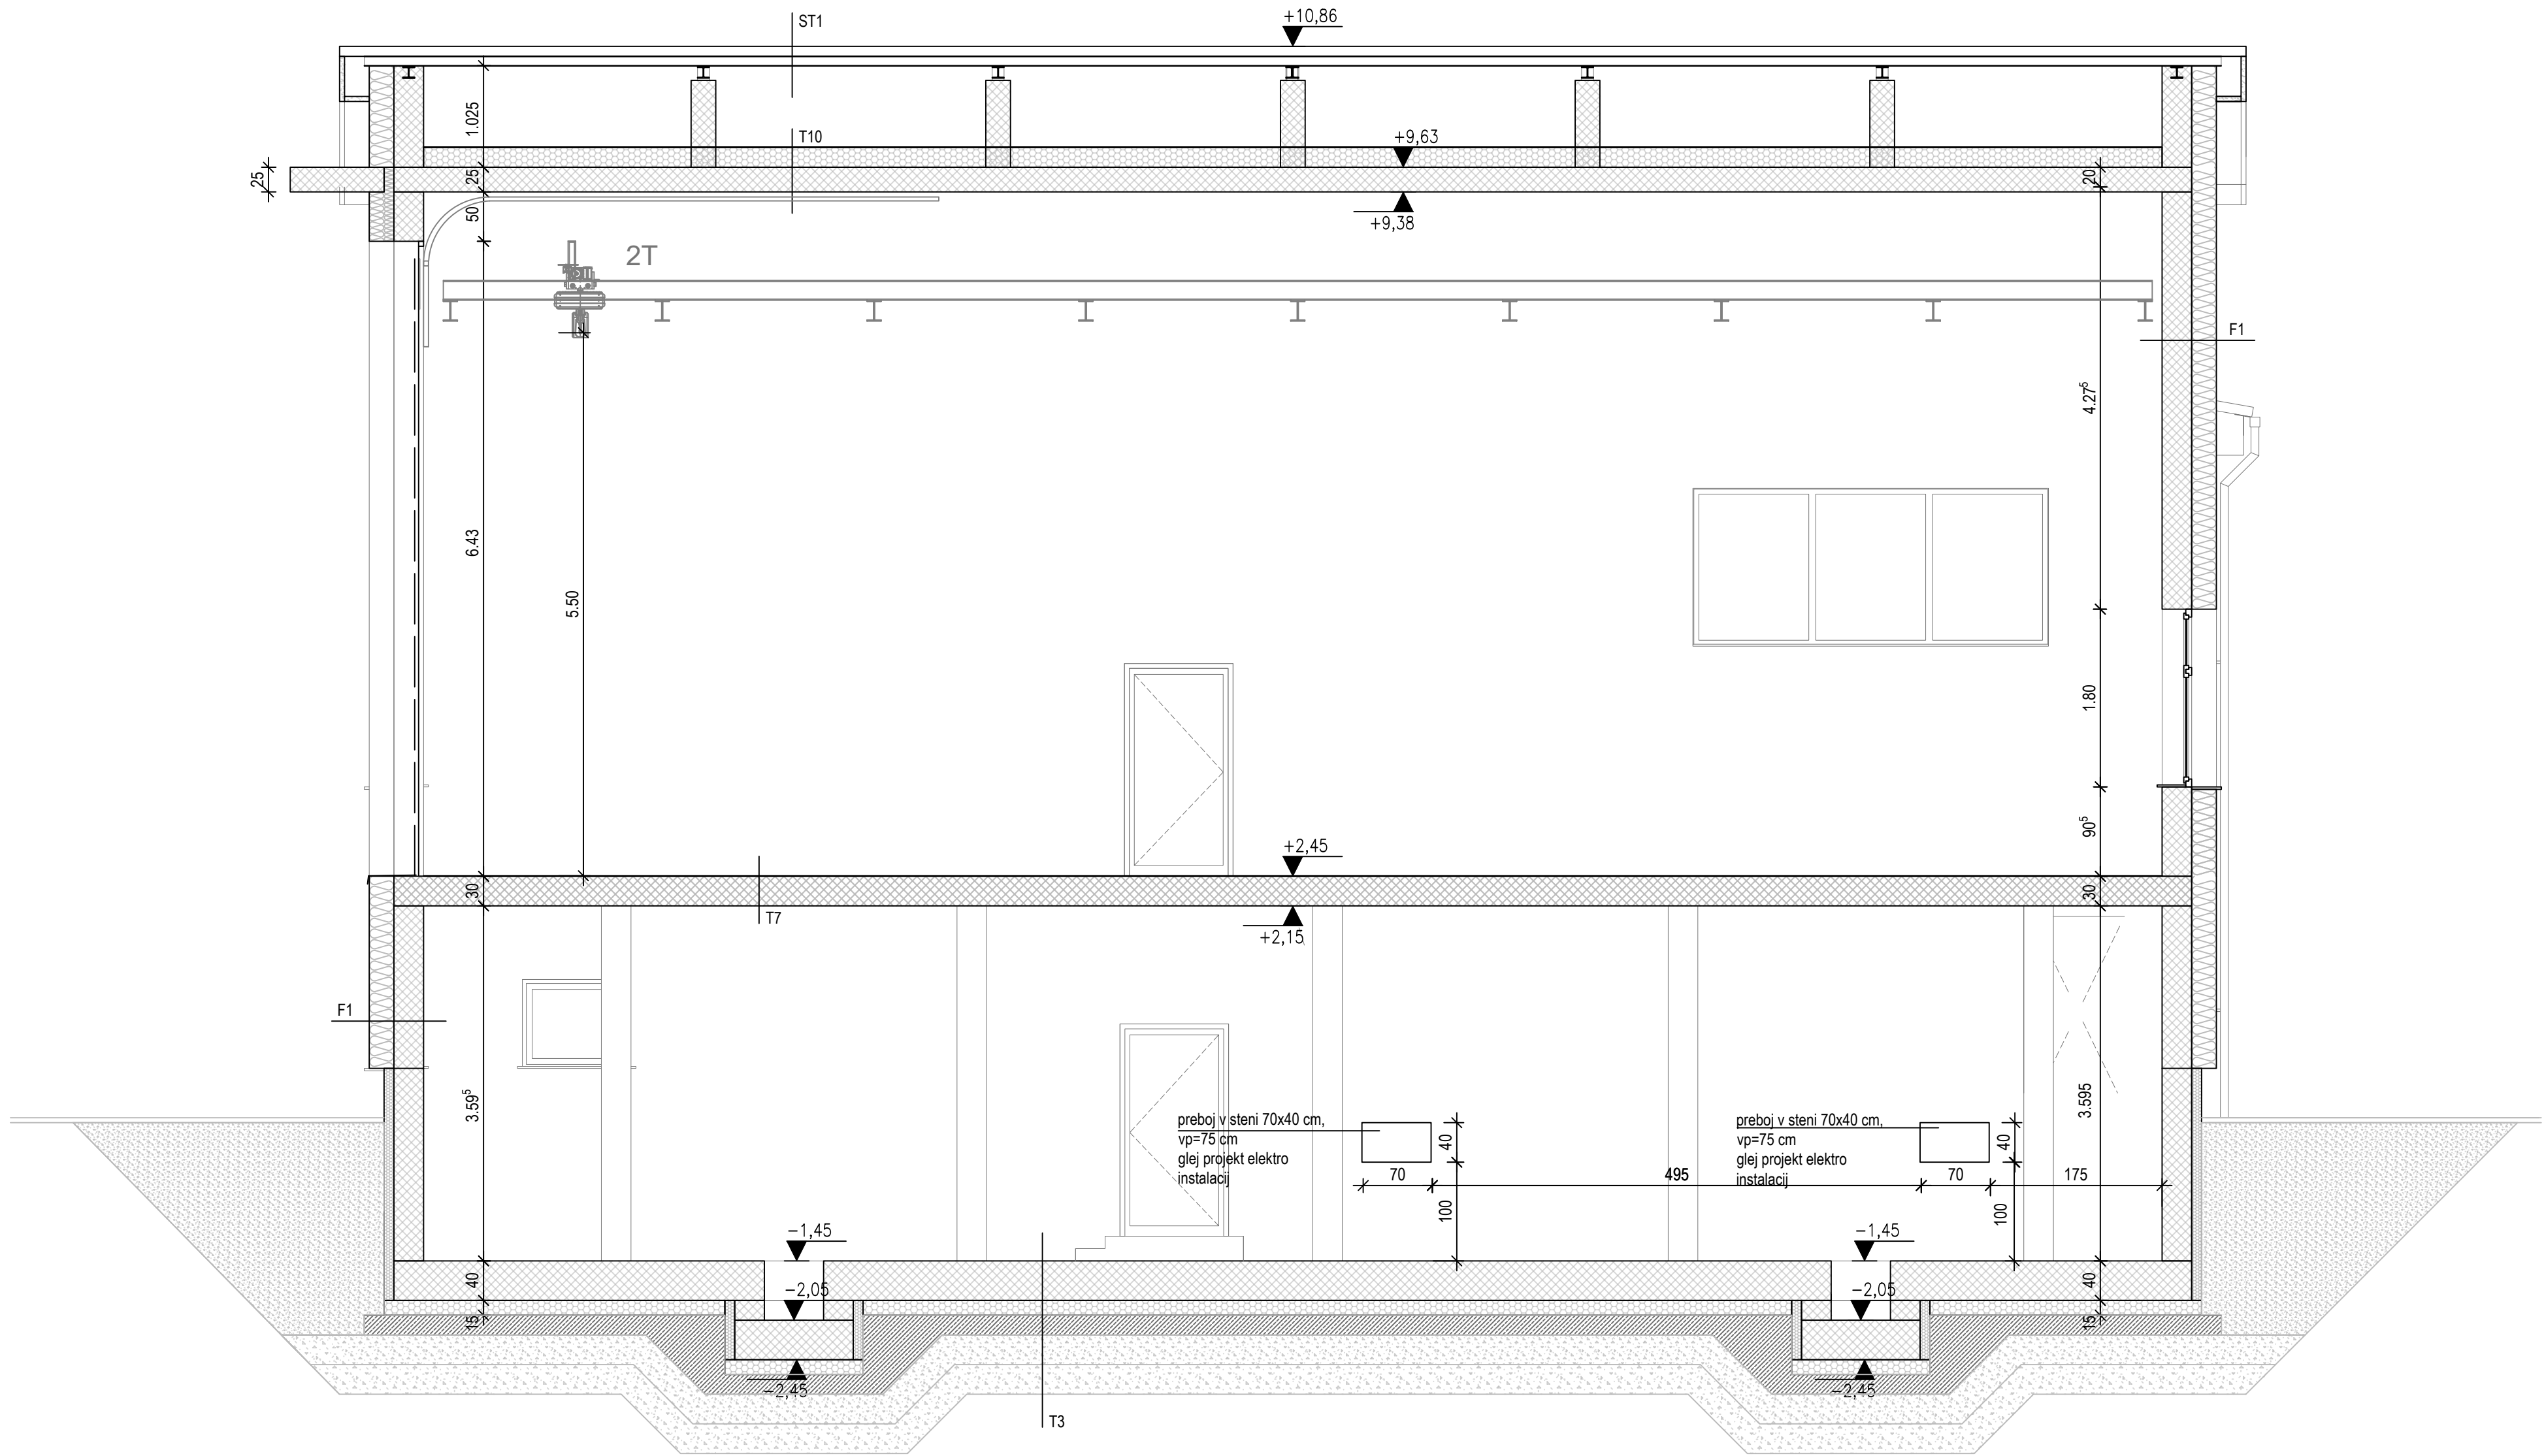 ST1
+10,86
1.025
T10
+9,63
25
25
20
50
+9,38
2T
F1
4.27⁵
6.43
5.50
1.80
90⁵
+2,45
30
30
T7
+2,15
F1
3.59⁵
3.595
preboj v steni 70x40 cm,
vp=75 cm
glej projekt elektro
instalacij
40
70
100
495
preboj v steni 70x40 cm,
vp=75 cm
glej projekt elektro
instalacij
40
70
100
175
-1,45
-1,45
40
-2,05
-2,05
40
15
15
-2,45
-2,45
T3